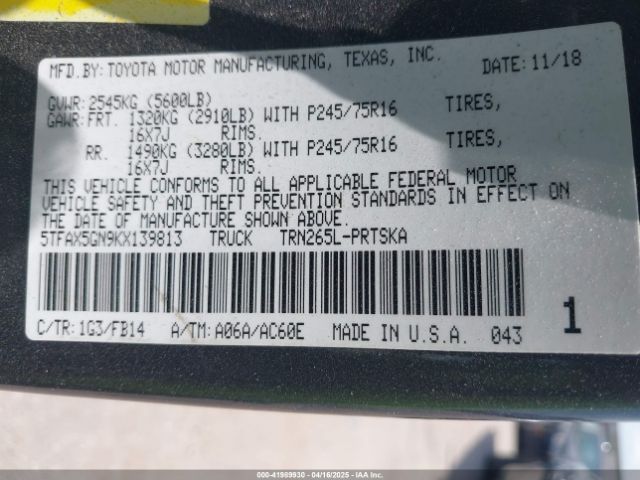 MFD.BY: TOYOTA MOTOR MANUFACTURING, TEXAS, INC. DATE: 11/18
GVWR: 2545KG (5600LB)
GAWR: FRT. 1320KG (2910LB) WITH P245/75R16 TIRES,
16X7J RIMS.
RR. 1490KG (3280LB) WITH P245/75R16 TIRES,
16X7J RIMS.
THIS VEHICLE CONFORMS TO ALL APPLICABLE FEDERAL MOTOR
VEHICLE SAFETY AND THEFT PREVENTION STANDARDS IN EFFECT ON
THE DATE OF MANUFACTURE SHOWN ABOVE.
5TFAX5GN9KX139813 TRUCK TRN265L-PRTSKA
C/TR: 1G3/FB14 A/TM: A06A/AC60E MADE IN U.S.A. 043 1
000-41969930 - 04/16/2025 - IAAI.COM